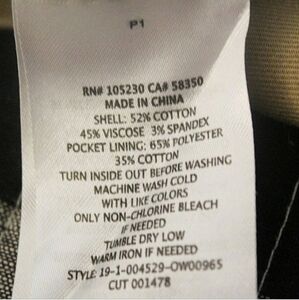 P1
RN# 105230 CA# 58350
MADE IN CHINA
SHELL: 52% COTTON
45% VISCOSE 3% SPANDEX
POCKET LINING: 65% POLYESTER
35% COTTON
TURN INSIDE OUT BEFORE WASHING
MACHINE WASH COLD
WITH LIKE COLORS
ONLY NON-CHLORINE BLEACH
IF NEEDED
TUMBLE DRY LOW
WARM IRON IF NEEDED
STYLE: 19-1-004529-OW00965
CUT 001478